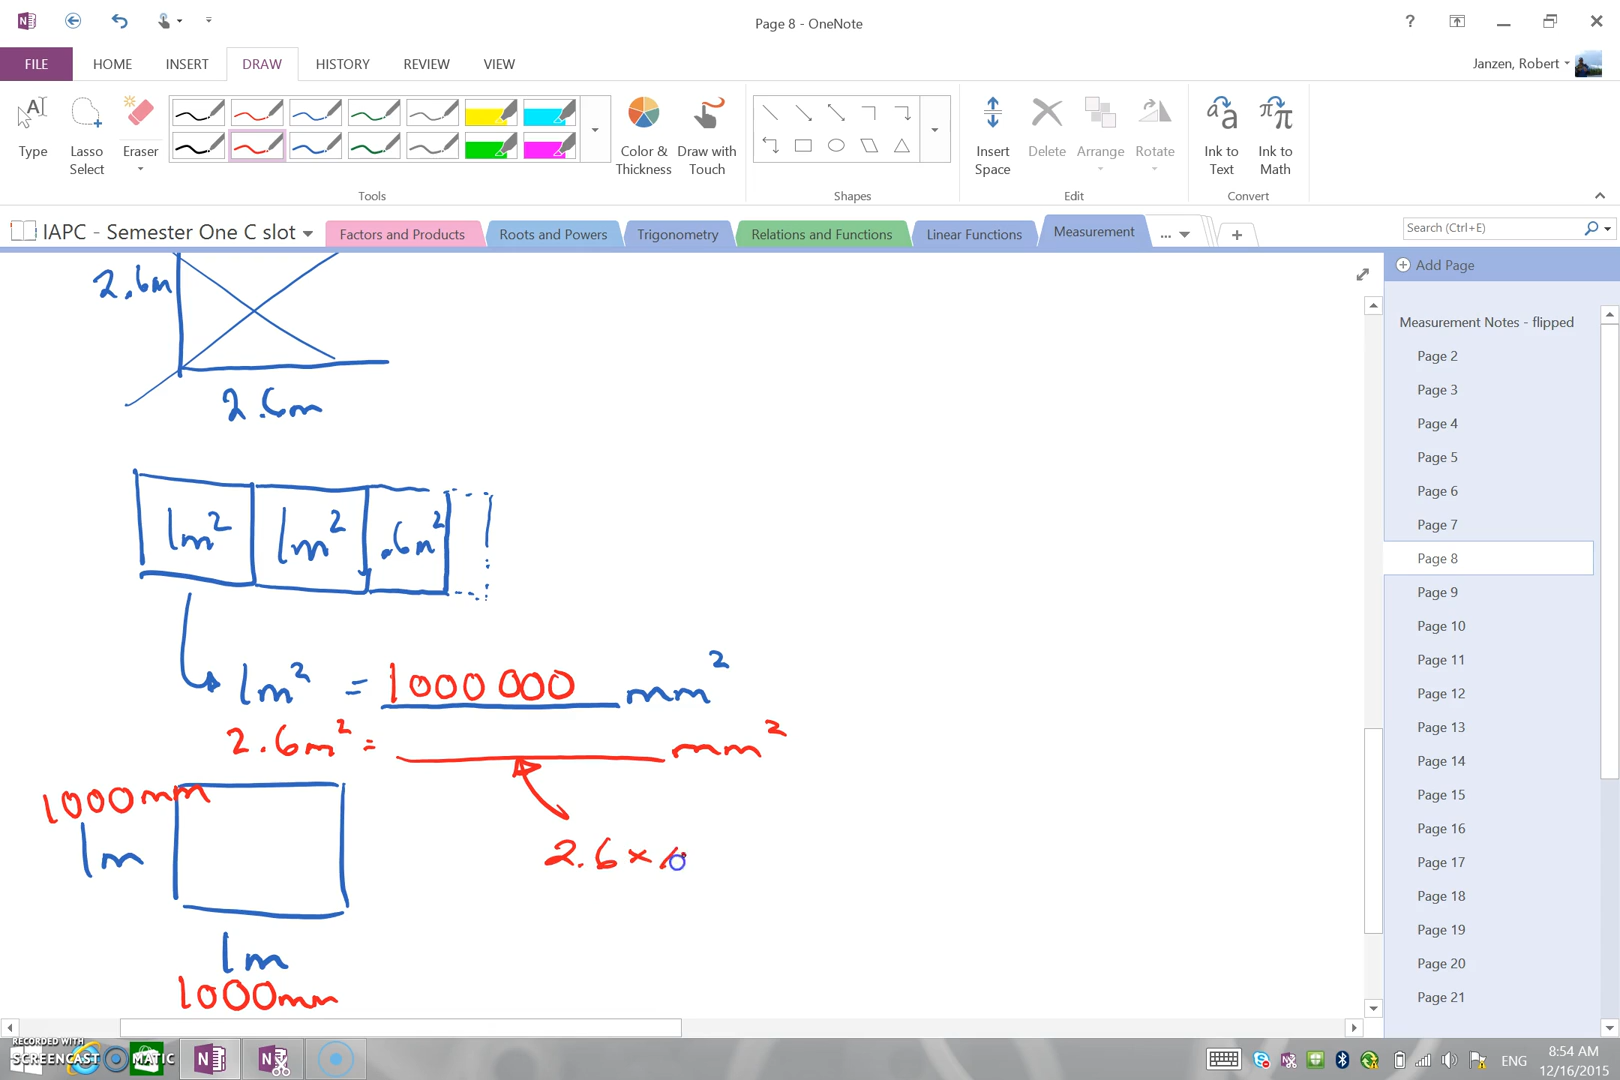 Page 8 - OneNote
FILE
HOME
INSERT
DRAW
HISTORY
REVIEW
VIEW
Janzen, Robert
Type
Lasso Select
Eraser
Color & Thickness
Draw with Touch
Insert Space
Delete
Arrange
Rotate
Ink to Text
Ink to Math
Tools
Shapes
Edit
Convert
IAPC - Semester One C slot
Factors and Products
Roots and Powers
Trigonometry
Relations and Functions
Linear Functions
Measurement
...
Search (Ctrl+E)
Add Page
Measurement Notes - flipped
Page 2
Page 3
Page 4
Page 5
Page 6
Page 7
Page 8
Page 9
Page 10
Page 11
Page 12
Page 13
Page 14
Page 15
Page 16
Page 17
Page 18
Page 19
Page 20
Page 21
2.6m
2.6m
1m² 1m² .6m²
1m² = 1000 000 mm²
2.6m² = ______ mm²
1000mm
1m
2.6 ×
1m
1000mm
RECORDED WITH
SCREENCAST MATIC
ENG
8:54 AM
12/16/2015